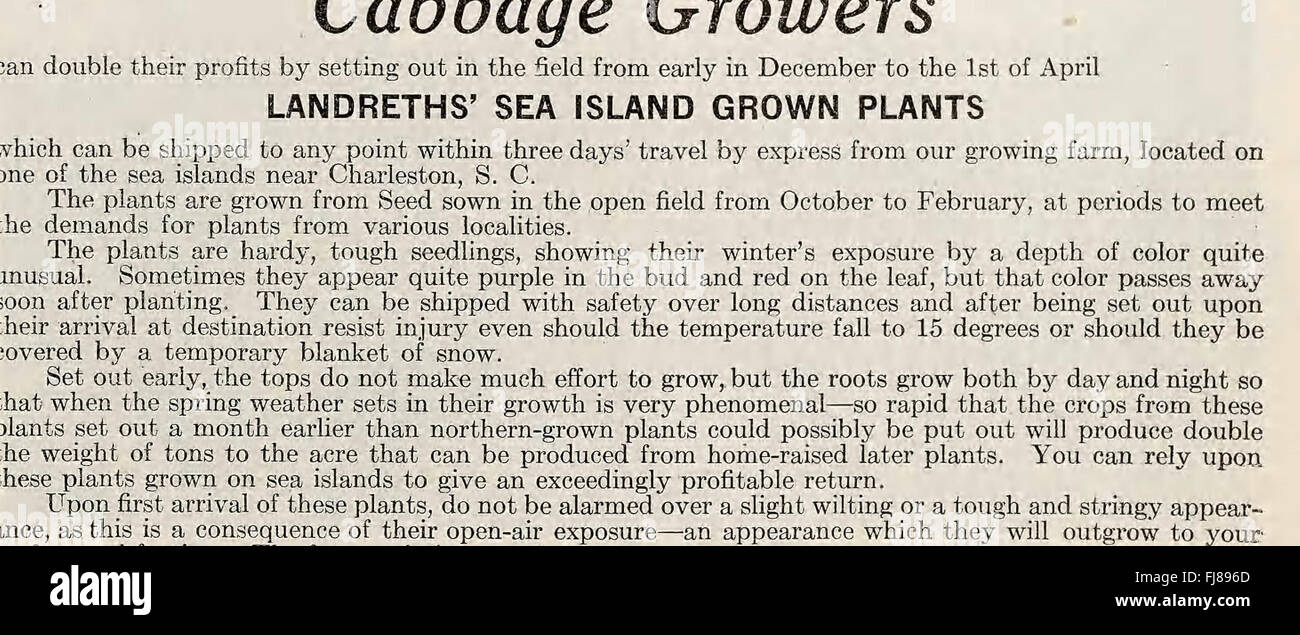 Cabbage Growers
can double their profits by setting out in the field from early in December to the 1st of April
LANDRETHS' SEA ISLAND GROWN PLANTS
which can be shipped to any point within three days' travel by express from our growing farm, located on
one of the sea islands near Charleston, S. C.
The plants are grown from Seed sown in the open field from October to February, at periods to meet
the demands for plants from various localities.
The plants are hardy, tough seedlings, showing their winter's exposure by a depth of color quite
unusual. Sometimes they appear quite purple in the bud and red on the leaf, but that color passes away
soon after planting. They can be shipped with safety over long distances and after being set out upon
their arrival at destination resist injury even should the temperature fall to 15 degrees or should they be
covered by a temporary blanket of snow.
Set out early, the tops do not make much effort to grow, but the roots grow both by day and night so
that when the spring weather sets in their growth is very phenomenal—so rapid that the crops from these
plants set out a month earlier than northern-grown plants could possibly be put out will produce double
the weight of tons to the acre that can be produced from home-raised later plants. You can rely upon
these plants grown on sea islands to give an exceedingly profitable return.
Upon first arrival of these plants, do not be alarmed over a slight wilting or a tough and stringy appear-
ance, as this is a consequence of their open-air exposure—an appearance which they will outgrow to your
alamy
Image ID: FJ896D
www.alamy.com